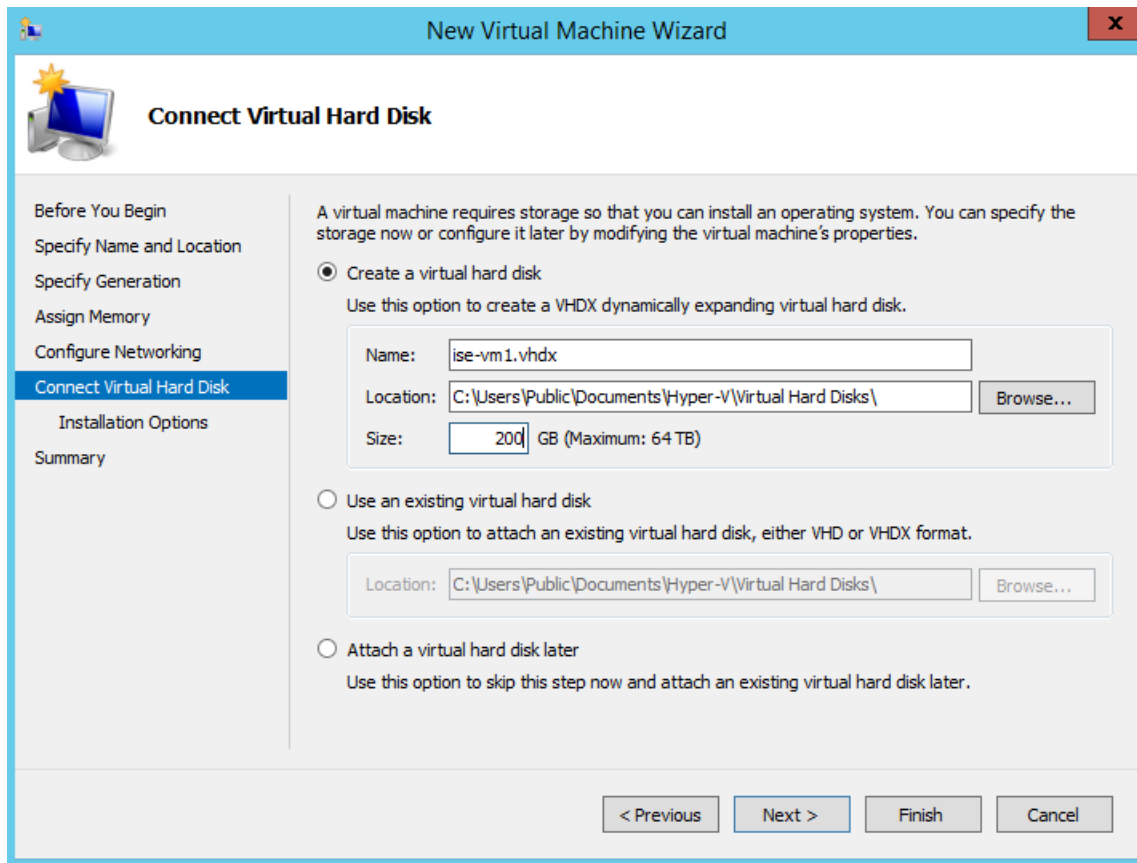 New Virtual Machine Wizard
x
Connect Virtual Hard Disk
Before You Begin
Specify Name and Location
Specify Generation
Assign Memory
Configure Networking
Connect Virtual Hard Disk
Installation Options
Summary
A virtual machine requires storage so that you can install an operating system. You can specify the
storage now or configure it later by modifying the virtual machine's properties.
Create a virtual hard disk
Use this option to create a VHDX dynamically expanding virtual hard disk.
Name: ise-vm1.vhdx
Location: C:\Users\Public\Documents\Hyper-V\Virtual Hard Disks\ Browse...
Size: 200 GB (Maximum: 64 TB)
Use an existing virtual hard disk
Use this option to attach an existing virtual hard disk, either VHD or VHDX format.
Location: C:\Users\Public\Documents\Hyper-V\Virtual Hard Disks\ Browse...
Attach a virtual hard disk later
Use this option to skip this step now and attach an existing virtual hard disk later.
< Previous Next > Finish Cancel